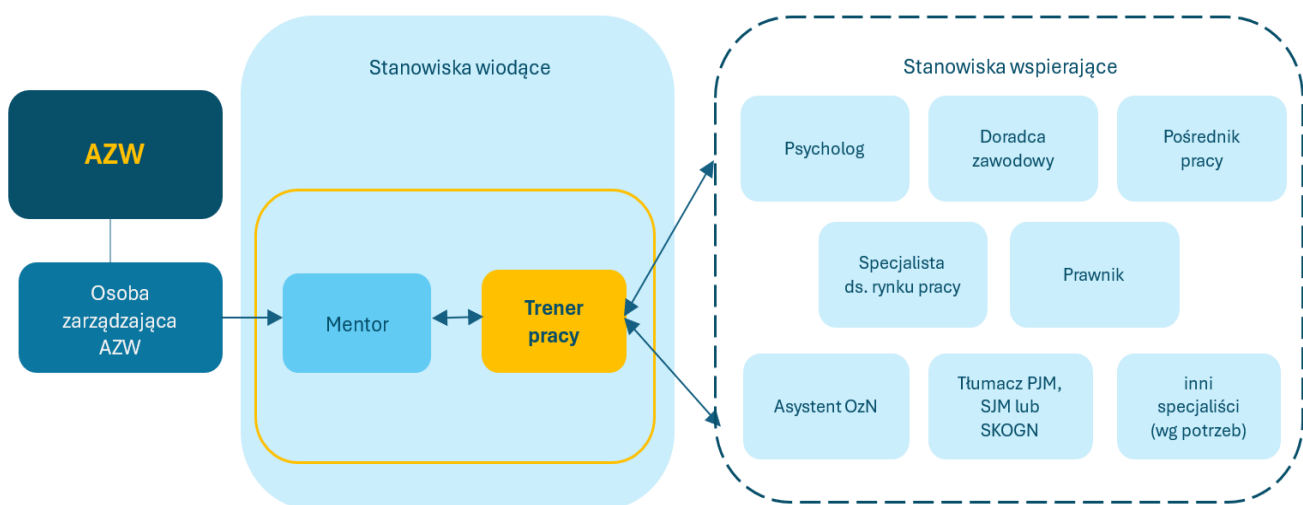 Stanowiska wiodące
Stanowiska wspierające
AZW
Osoba
zarządzająca
AZW
Mentor
Trener
pracy
Psycholog
Doradca
zawodowy
Pośrednik
pracy
Specjalista
ds. rynku pracy
Prawnik
Asystent OzN
Tłumacz PJM,
SJM lub
SKOGN
inni
specjaliści
(wg potrzeb)